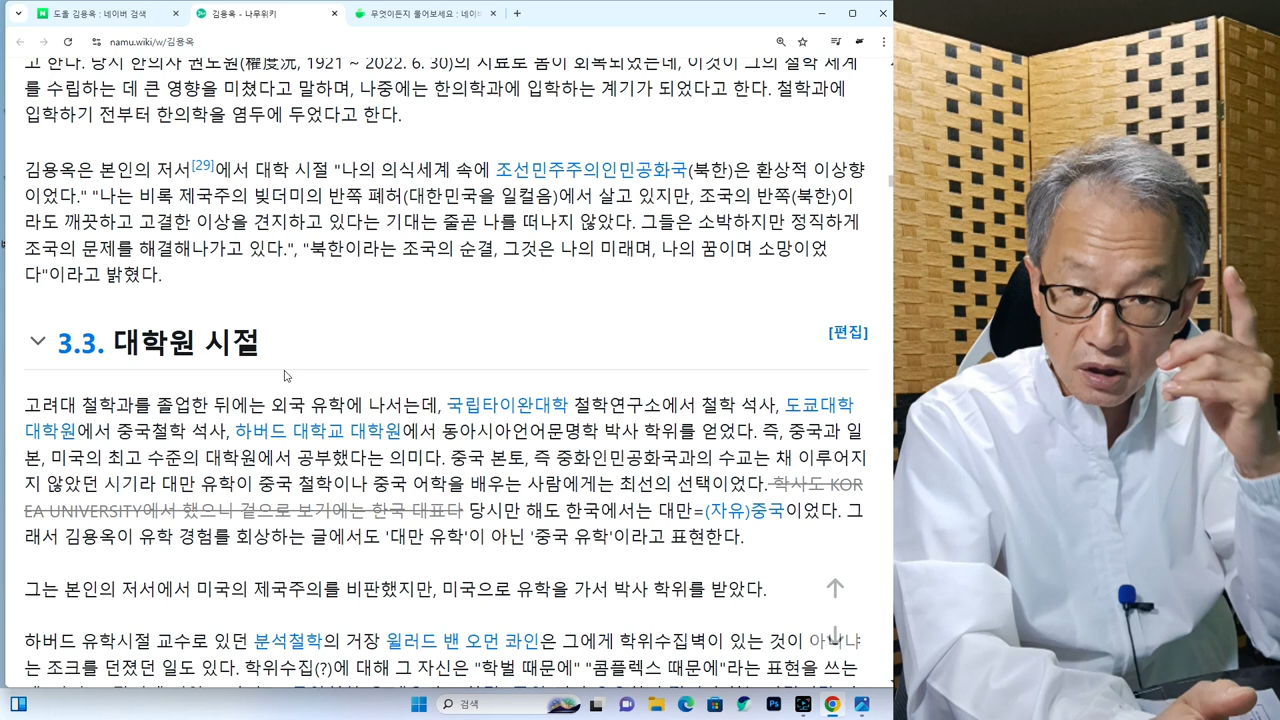 도올 김용옥 : 네이버 검색
김용옥 - 나무위키
무엇이든지 물어보세요 : 네이버
namu.wiki/w/김용옥
고 한다. 당시 한의사 권도원(權度沅, 1921 ~ 2022. 6. 30)의 치료로 몸이 회복되었는데, 이것이 그의 철학 세계
를 수립하는 데 큰 영향을 미쳤다고 말하며, 나중에는 한의학과에 입학하는 계기가 되었다고 한다. 철학과에
입학하기 전부터 한의학을 염두에 두었다고 한다.
김용옥은 본인의 저서[29]에서 대학 시절 "나의 의식세계 속에 조선민주주의인민공화국(북한)은 환상적 이상향
이었다." "나는 비록 제국주의 빚더미의 반쪽 폐허(대한민국을 일컬음)에서 살고 있지만, 조국의 반쪽(북한)이
라도 깨끗하고 고결한 이상을 견지하고 있다는 기대는 줄곧 나를 떠나지 않았다. 그들은 소박하지만 정직하게
조국의 문제를 해결해나가고 있다.", "북한이라는 조국의 순결, 그것은 나의 미래며, 나의 꿈이며 소망이었
다"이라고 밝혔다.
3.3. 대학원 시절
[편집]
고려대 철학과를 졸업한 뒤에는 외국 유학에 나서는데, 국립타이완대학 철학연구소에서 철학 석사, 도쿄대학
대학원에서 중국철학 석사, 하버드 대학교 대학원에서 동아시아언어문명학 박사 학위를 얻었다. 즉, 중국과 일
본, 미국의 최고 수준의 대학원에서 공부했다는 의미다. 중국 본토, 즉 중화인민공화국과의 수교는 채 이루어지
지 않았던 시기라 대만 유학이 중국 철학이나 중국 어학을 배우는 사람에게는 최선의 선택이었다. 학사도 KOR
EA UNIVERSITY에서 했으니 겉으로 보기에는 한국 대표다 당시만 해도 한국에서는 대만=(자유)중국이었다. 그
래서 김용옥이 유학 경험를 회상하는 글에서도 '대만 유학'이 아닌 '중국 유학'이라고 표현한다.
그는 본인의 저서에서 미국의 제국주의를 비판했지만, 미국으로 유학을 가서 박사 학위를 받았다.
하버드 유학시절 교수로 있던 분석철학의 거장 윌러드 밴 오먼 콰인은 그에게 학위수집벽이 있는 것이 아니냐
는 조크를 던졌던 일도 있다. 학위수집(?)에 대해 그 자신은 "학벌 때문에" "콤플렉스 때문에"라는 표현을 쓰는
검색